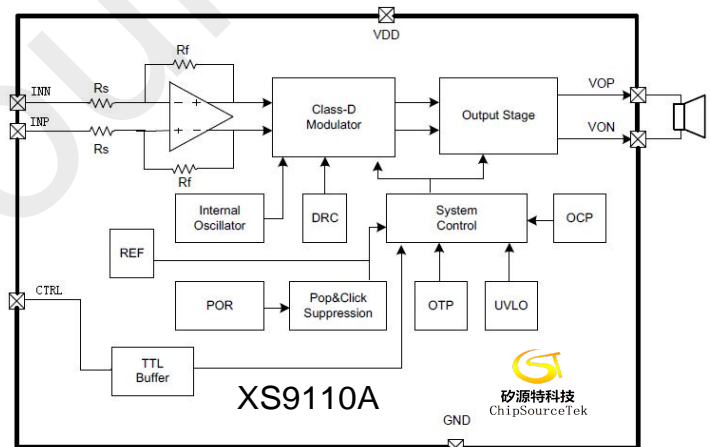 VDD
Rf
INN
Rs
INP
Rs
Rf
Class-D
Modulator
Output Stage
VOP
VON
Internal
Oscillator
DRC
System
Control
OCP
REF
CTRL
POR
Pop&Click
Suppression
OTP
UVLO
TTL
Buffer
XS9110A
矽源特科技
ChipSourceTek
GND